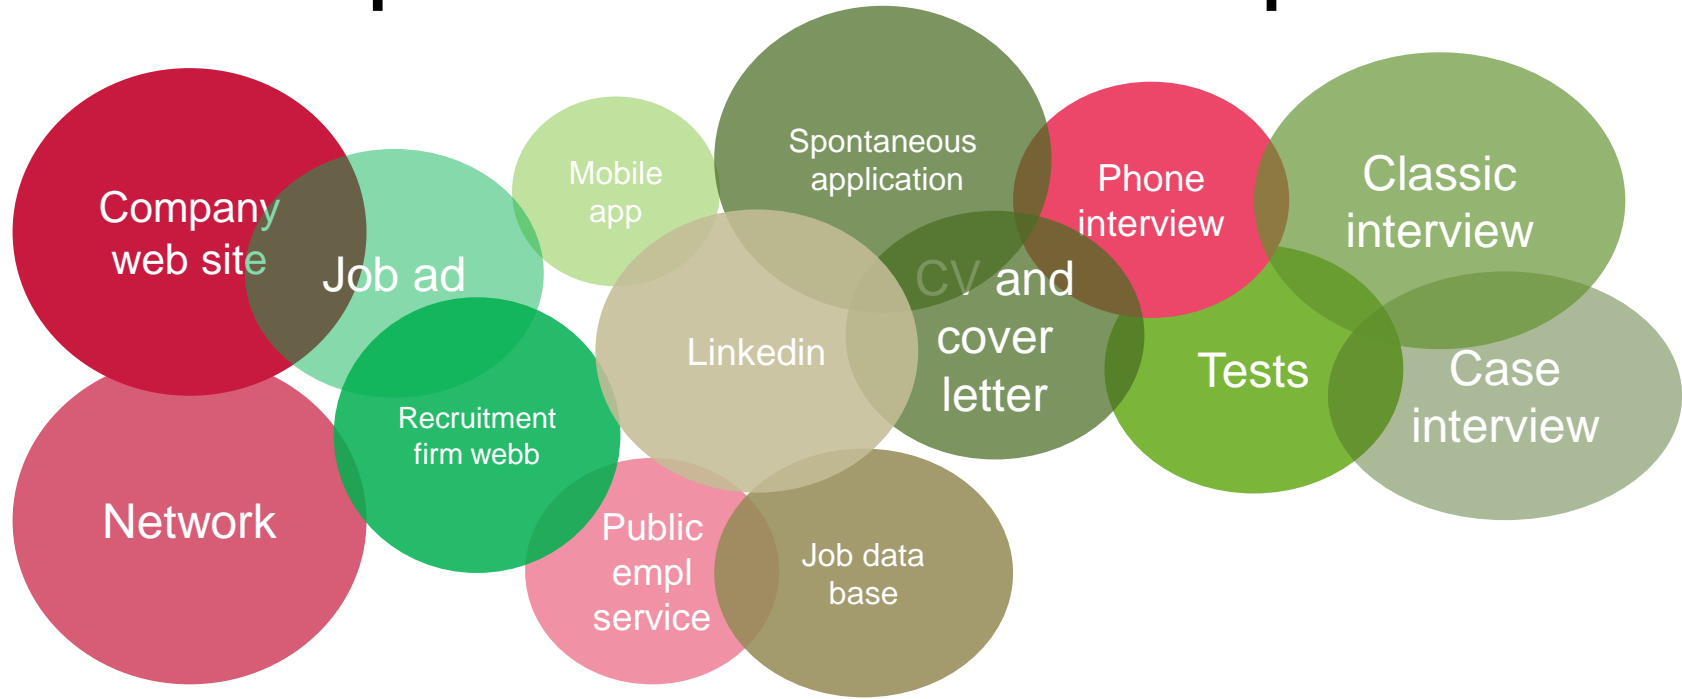 Company
web site
Job ad
Network
Recruitment
firm webb
Mobile
app
Linkedin
Public
empl
service
Job data
base
Spontaneous
application
CV and
cover
letter
Phone
interview
Tests
Classic
interview
Case
interview